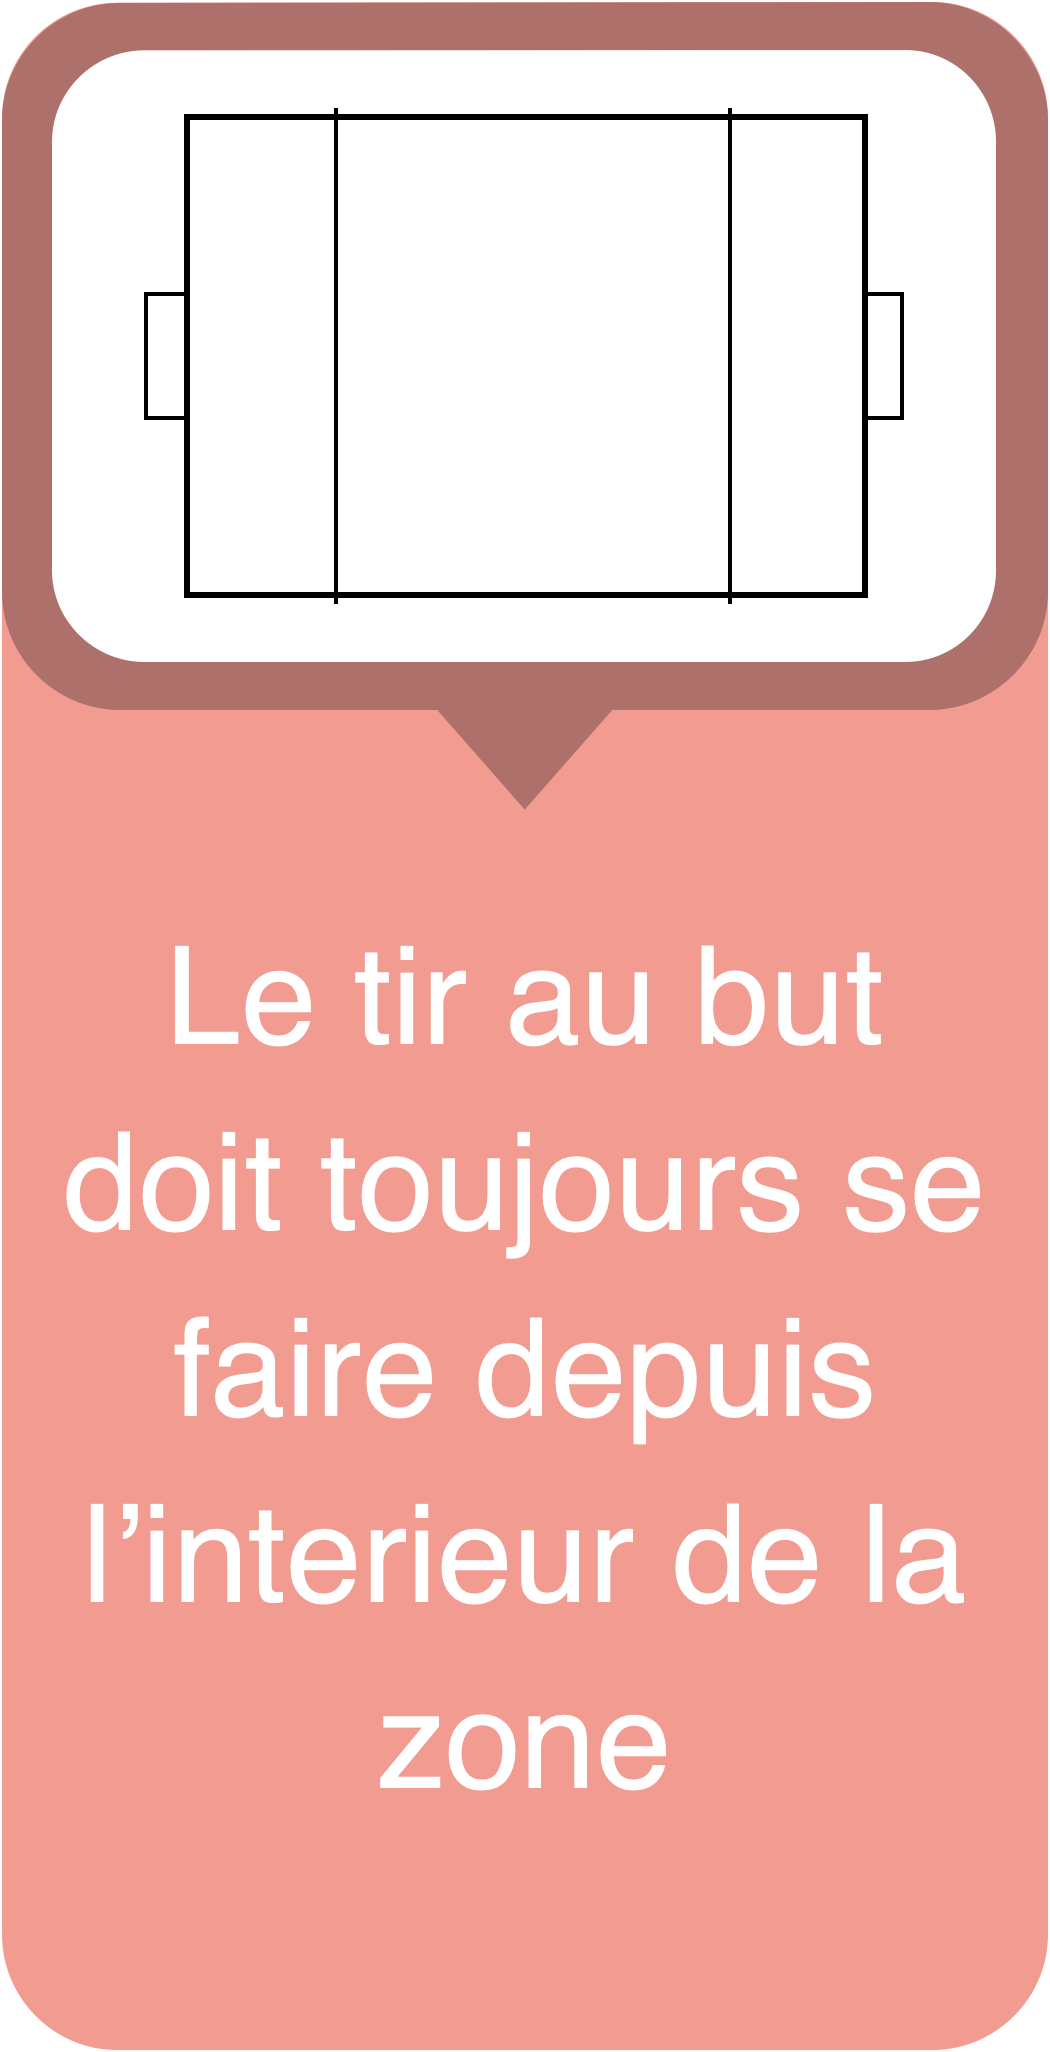 Le tir au but
doit toujours se
faire depuis
l’interieur de la
zone